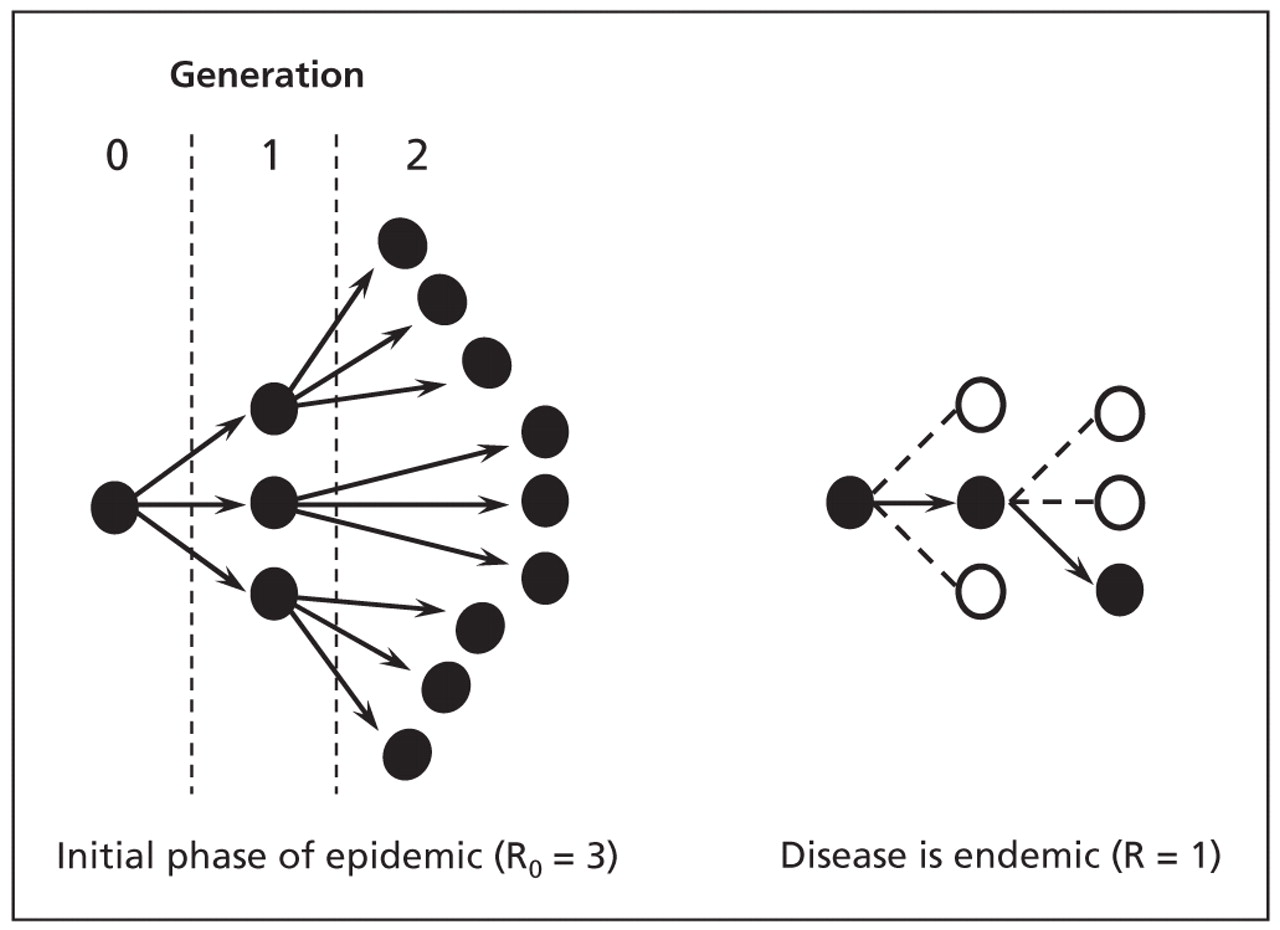 Generation
0 1 2
Initial phase of epidemic (R₀ = 3)
Disease is endemic (R = 1)